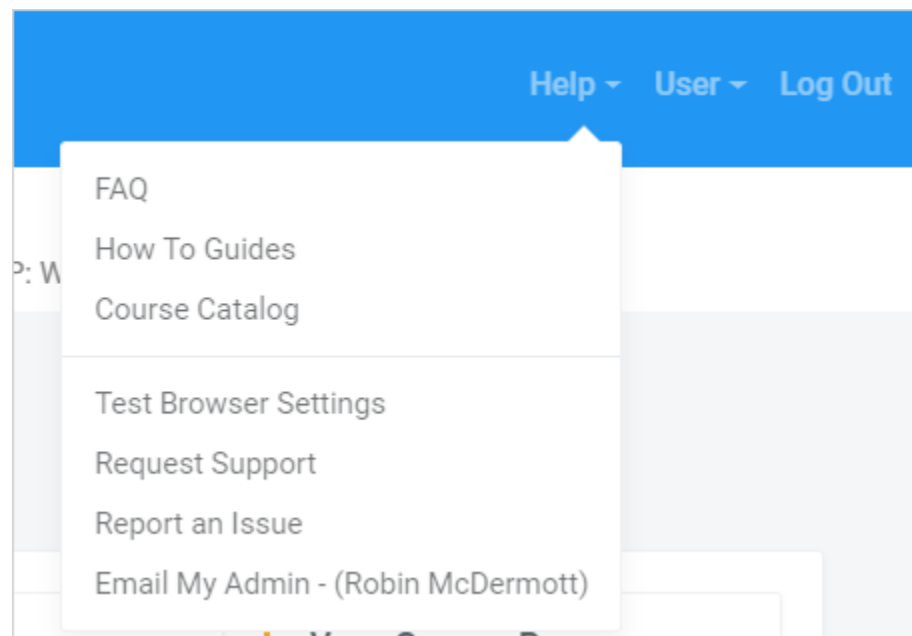 Help User Log Out
FAQ
How To Guides
P: W
Course Catalog
Test Browser Settings
Request Support
Report an Issue
Email My Admin - (Robin McDermott)